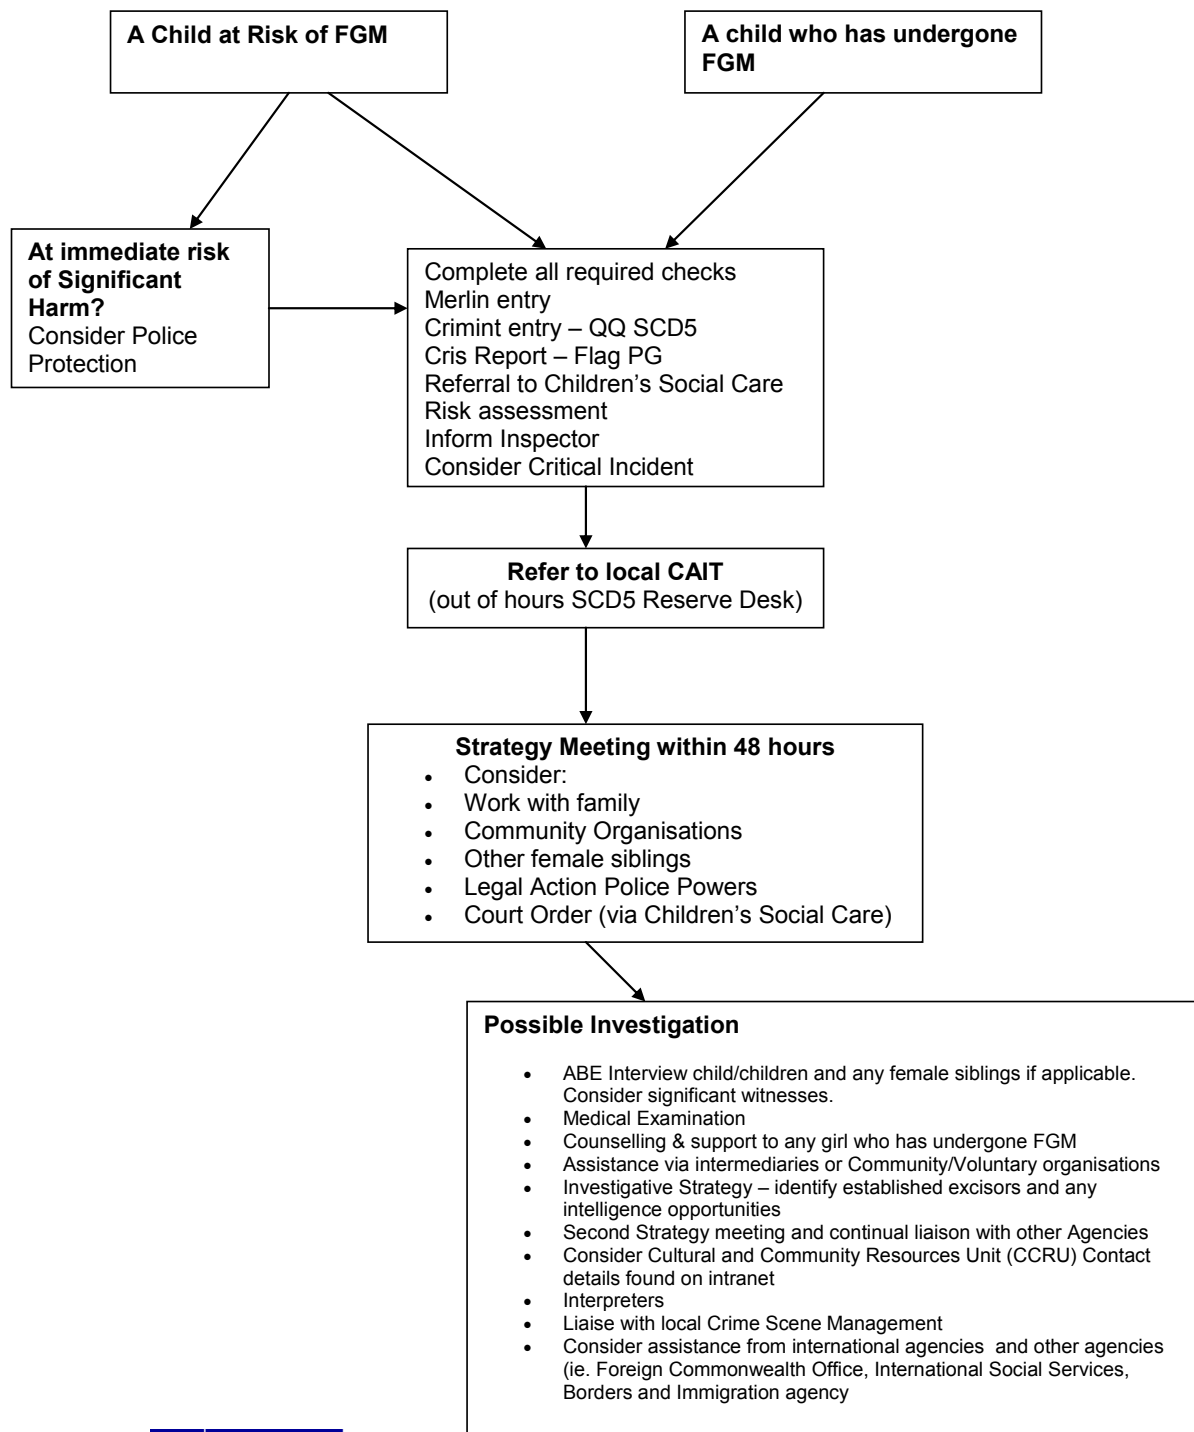 A Child at Risk of FGM
A child who has undergone
FGM
At immediate risk
of Significant
Harm?
Consider Police
Protection
Complete all required checks
Merlin entry
Crimint entry – QQ SCD5
Cris Report – Flag PG
Referral to Children's Social Care
Risk assessment
Inform Inspector
Consider Critical Incident
Refer to local CAIT
(out of hours SCD5 Reserve Desk)
Strategy Meeting within 48 hours
• Consider:
• Work with family
• Community Organisations
• Other female siblings
• Legal Action Police Powers
• Court Order (via Children's Social Care)
Possible Investigation
• ABE Interview child/children and any female siblings if applicable.
Consider significant witnesses.
• Medical Examination
• Counselling & support to any girl who has undergone FGM
• Assistance via intermediaries or Community/Voluntary organisations
• Investigative Strategy – identify established excisors and any
intelligence opportunities
• Second Strategy meeting and continual liaison with other Agencies
• Consider Cultural and Community Resources Unit (CCRU) Contact
details found on intranet
• Interpreters
• Liaise with local Crime Scene Management
• Consider assistance from international agencies and other agencies
(ie. Foreign Commonwealth Office, International Social Services,
Borders and Immigration agency